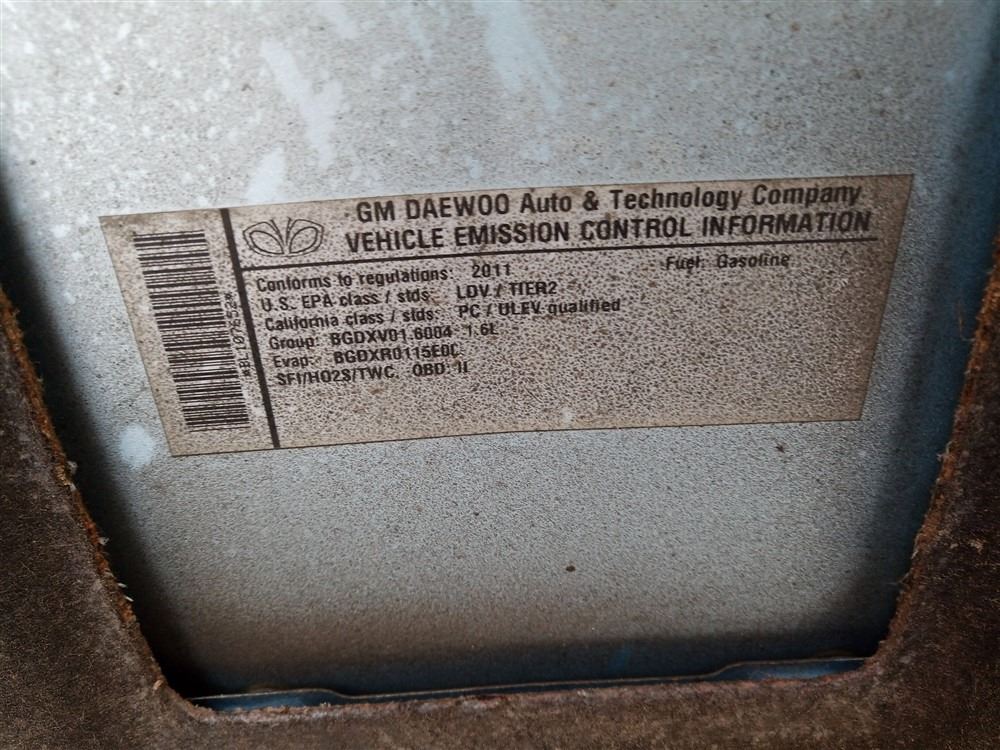 GM DAEWOO Auto & Technology Company
VEHICLE EMISSION CONTROL INFORMATION
Conforms to regulations: 2011 Fuel: Gasoline
U.S. EPA class / stds: LDV / TIER2
California class / stds: PC / ULEV qualified
Group: BGDXV01.6004 1.6L
Evap: BGDXR0115E0C
SFI/HO2S/TWC, OBD: II
*BL107652*